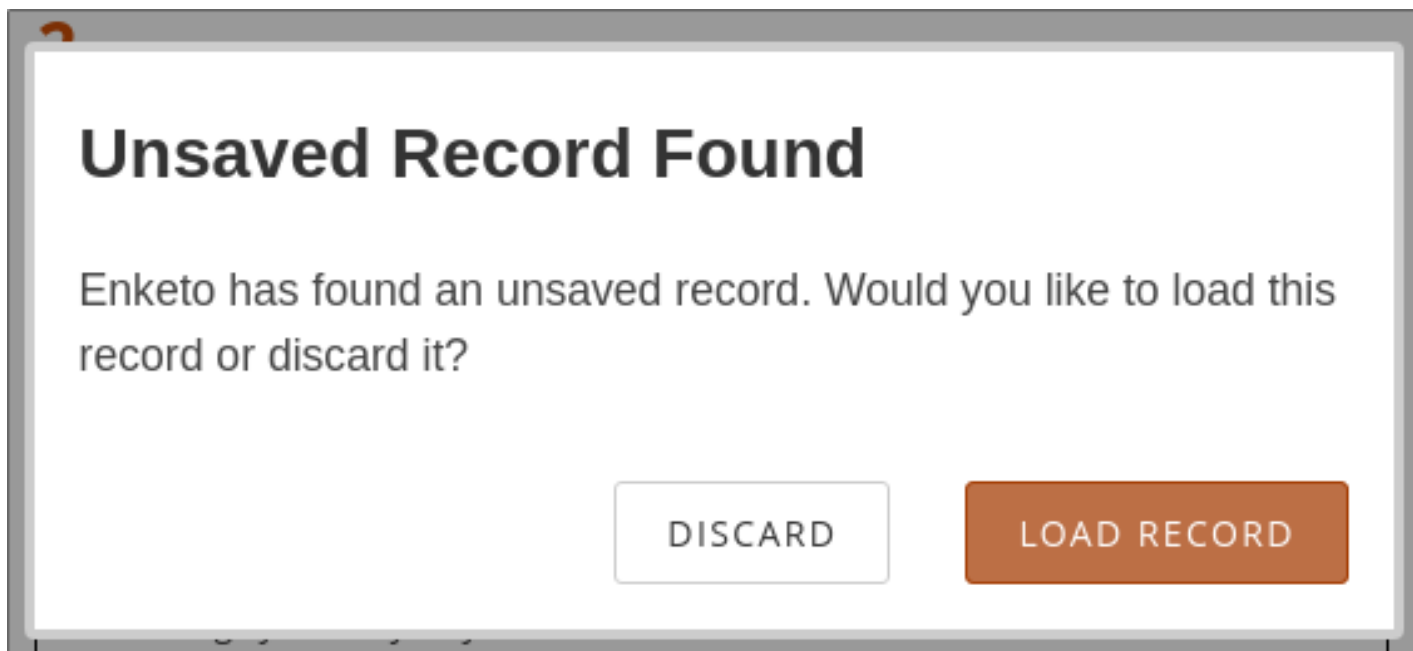 Unsaved Record Found
Enketo has found an unsaved record. Would you like to load this
record or discard it?
DISCARD
LOAD RECORD